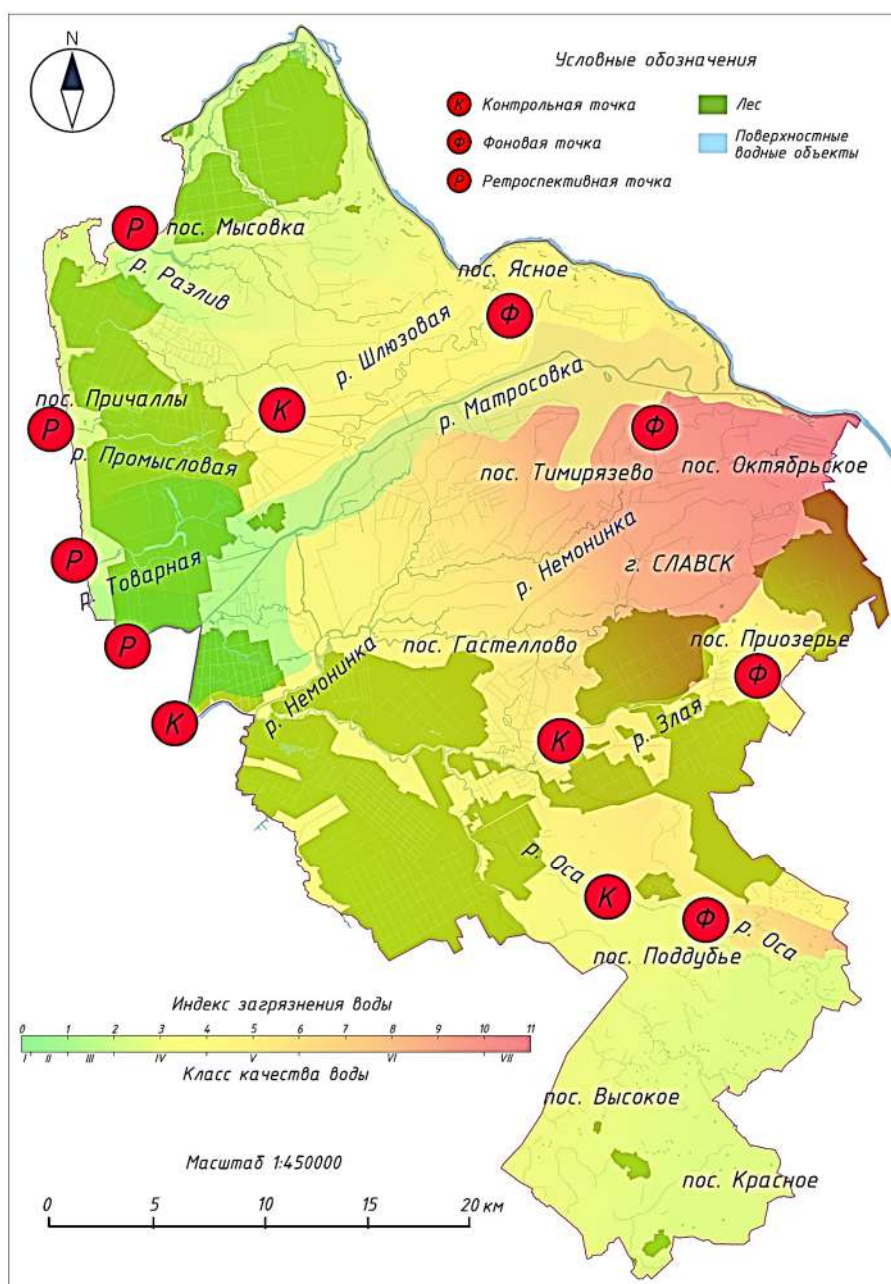 N
Условные обозначения
К Контрольная точка
Лес
Ф Фоновая точка
Поверхностные
водные объекты
Р Ретроспективная точка
Р
пос. Мысовка
р. Разлив
пос. Ясное
Ф
р. Шлюзовая
р. Матросовка
пос. Причаллы
К
Р
Ф
р. Промысловая
пос. Тимирязево
пос. Октябрьское
Р
р. Товарная
р. Немонинка
г. СЛАВСК
Р
пос. Гастеллово
пос. Приозерье
Ф
К
р. Немонинка
К
р. Злая
р. Оса
К
Ф
р. Оса
пос. Поддубье
Индекс загрязнения воды
0 1 2 3 4 5 6 7 8 9 10 11
I II III IV V VI VII
Класс качества воды
пос. Высокое
Масштаб 1:450000
пос. Красное
0 5 10 15 20 км